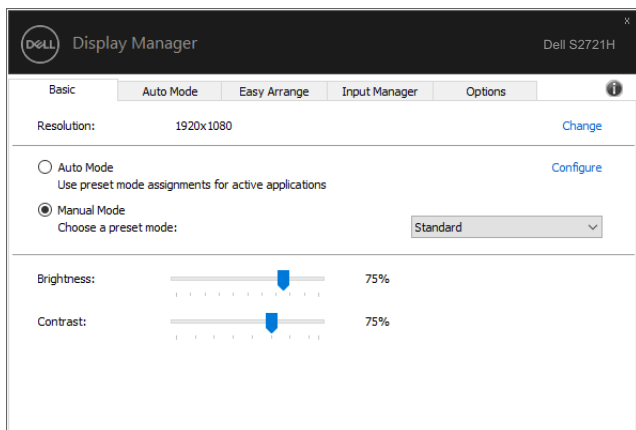 DELL Display Manager
Dell S2721H
x
Basic Auto Mode Easy Arrange Input Manager Options i
Resolution: 1920x1080 Change
Auto Mode Configure
Use preset mode assignments for active applications
Manual Mode
Choose a preset mode: Standard
Brightness: 75%
Contrast: 75%